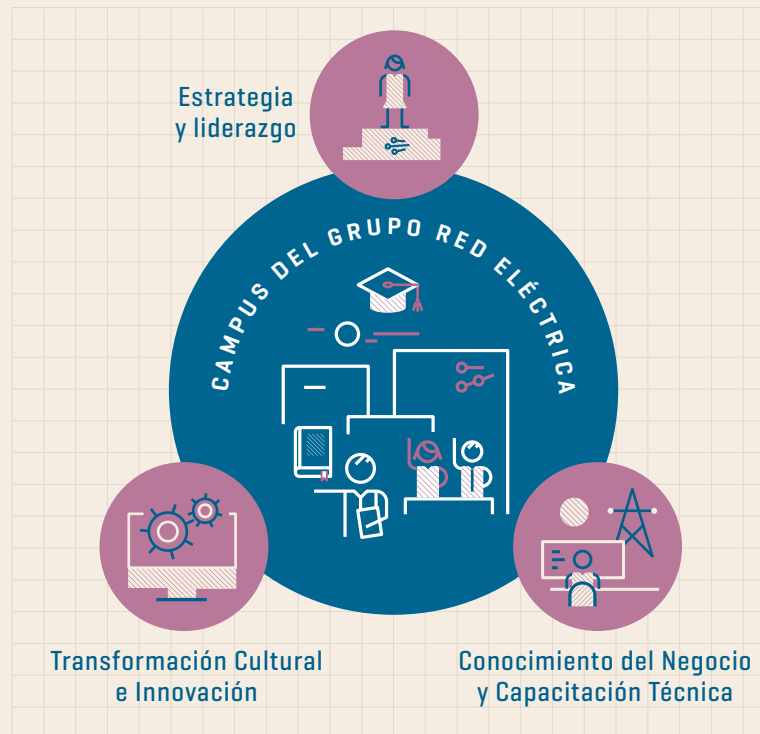 Estrategia
y liderazgo
CAMPUS DEL GRUPO RED ELÉCTRICA
Transformación Cultural
e Innovación
Conocimiento del Negocio
y Capacitación Técnica